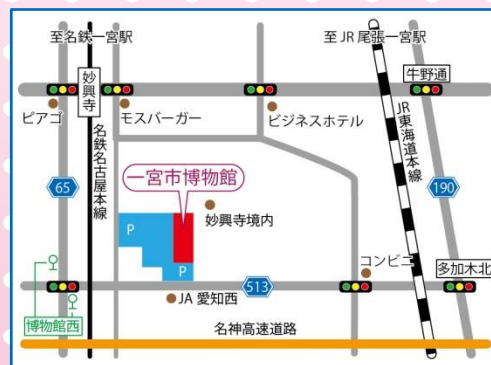 至名鉄一宮駅
至JR尾張一宮駅
妙興寺
牛野通
ピアゴ
モスバーガー
ビジネスホテル
名鉄名古屋本線
JR東海道本線
65
一宮市博物館
190
妙興寺境内
P
コンビニ
P
513
多加木北
JA 愛知西
博物館西
名神高速道路